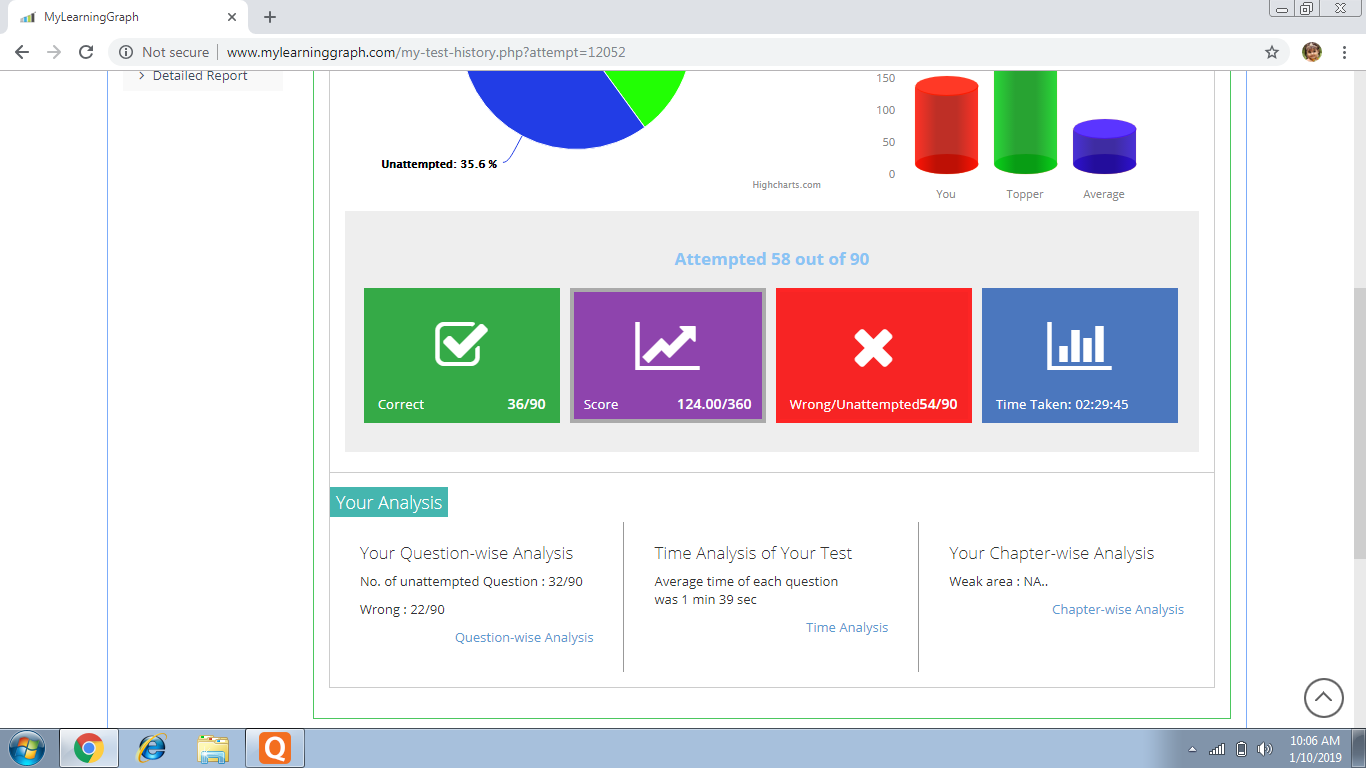 MyLearningGraph
Not secure
www.mylearninggraph.com/my-test-history.php?attempt=12052
Detailed Report
Unattempted: 35.6 %
Highcharts.com
150
100
50
0
You
Topper
Average
Attempted 58 out of 90
Correct 36/90
Score 124.00/360
Wrong/Unattempted54/90
Time Taken: 02:29:45
Your Analysis
Your Question-wise Analysis
No. of unattempted Question : 32/90
Wrong : 22/90
Question-wise Analysis
Time Analysis of Your Test
Average time of each question
was 1 min 39 sec
Time Analysis
Your Chapter-wise Analysis
Weak area : NA..
Chapter-wise Analysis
Q
10:06 AM
1/10/2019